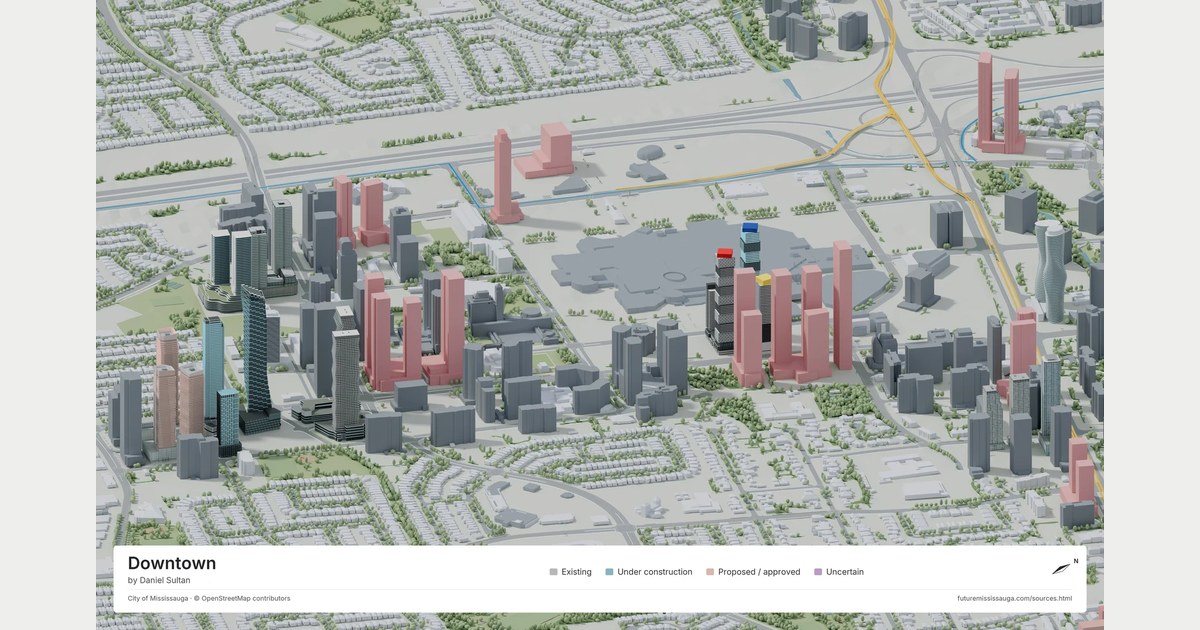 Downtown
by Daniel Sultan
Existing
Under construction
Proposed / approved
Uncertain
N
City of Mississauga · © OpenStreetMap contributors
futuremississauga.com/sources.html